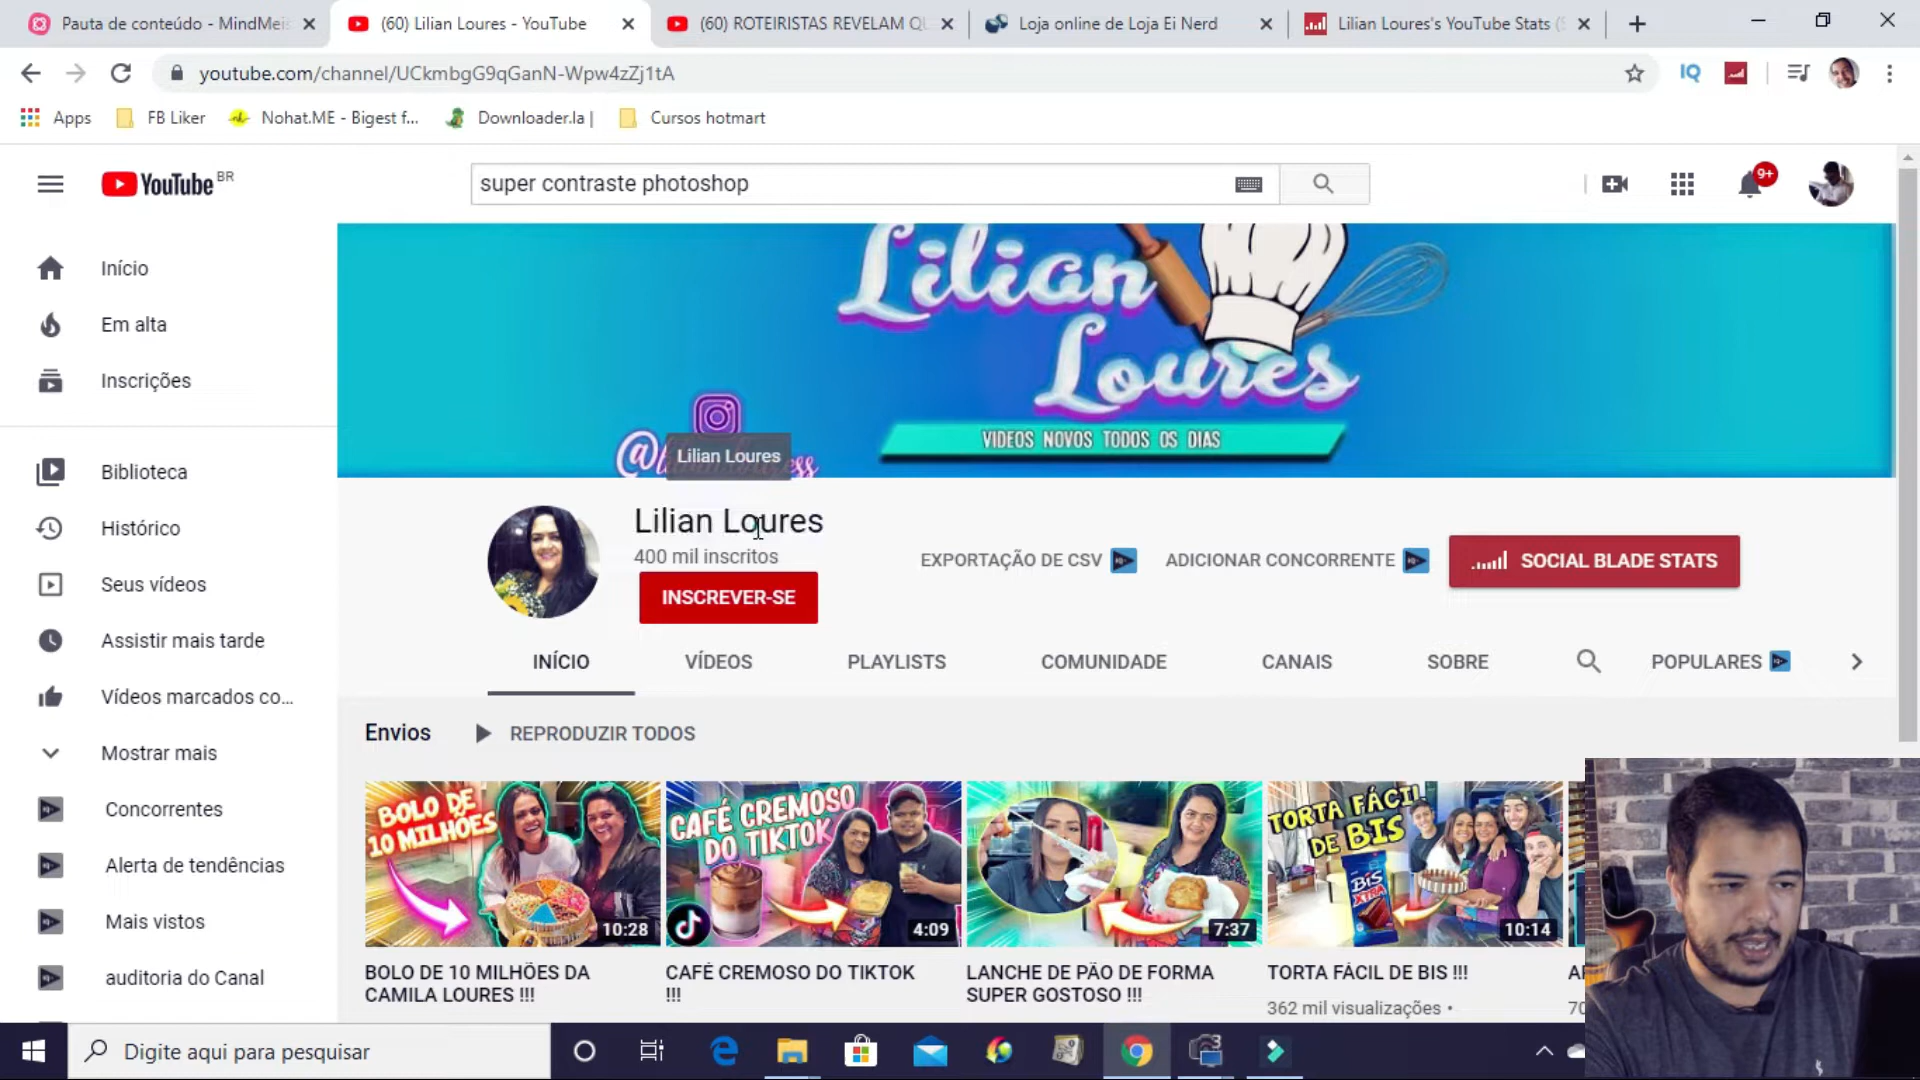 Pauta de conteúdo - MindMeis
(60) Lilian Loures - YouTube
(60) ROTEIRISTAS REVELAM QU
Loja online de Loja Ei Nerd
Lilian Loures's YouTube Stats (S
youtube.com/channel/UCkmbgG9qGanN-Wpw4zZj1tA
IQ
Apps
FB Liker
Nohat.ME - Bigest f...
Downloader.la |
Cursos hotmart
YouTube BR
super contraste photoshop
9+
Início
Em alta
Inscrições
Biblioteca
Histórico
Seus vídeos
Assistir mais tarde
Vídeos marcados co...
Mostrar mais
Concorrentes
Alerta de tendências
Mais vistos
auditoria do Canal
Lilian
Loures
VIDEOS NOVOS TODOS OS DIAS
Lilian Loures
Lilian Loures
400 mil inscritos
INSCREVER-SE
EXPORTAÇÃO DE CSV
ADICIONAR CONCORRENTE
SOCIAL BLADE STATS
INÍCIO
VÍDEOS
PLAYLISTS
COMUNIDADE
CANAIS
SOBRE
POPULARES
Envios
REPRODUZIR TODOS
BOLO DE
10 MILHÕES
10:28
CAFÉ CREMOSO
DO TIKTOK
4:09
7:37
TORTA FÁCIL
DE BIS
BIS
XTRA
10:14
BOLO DE 10 MILHÕES DA
CAMILA LOURES !!!
CAFÉ CREMOSO DO TIKTOK
!!!
LANCHE DE PÃO DE FORMA
SUPER GOSTOSO !!!
TORTA FÁCIL DE BIS !!!
362 mil visualizações •
70
Digite aqui para pesquisar